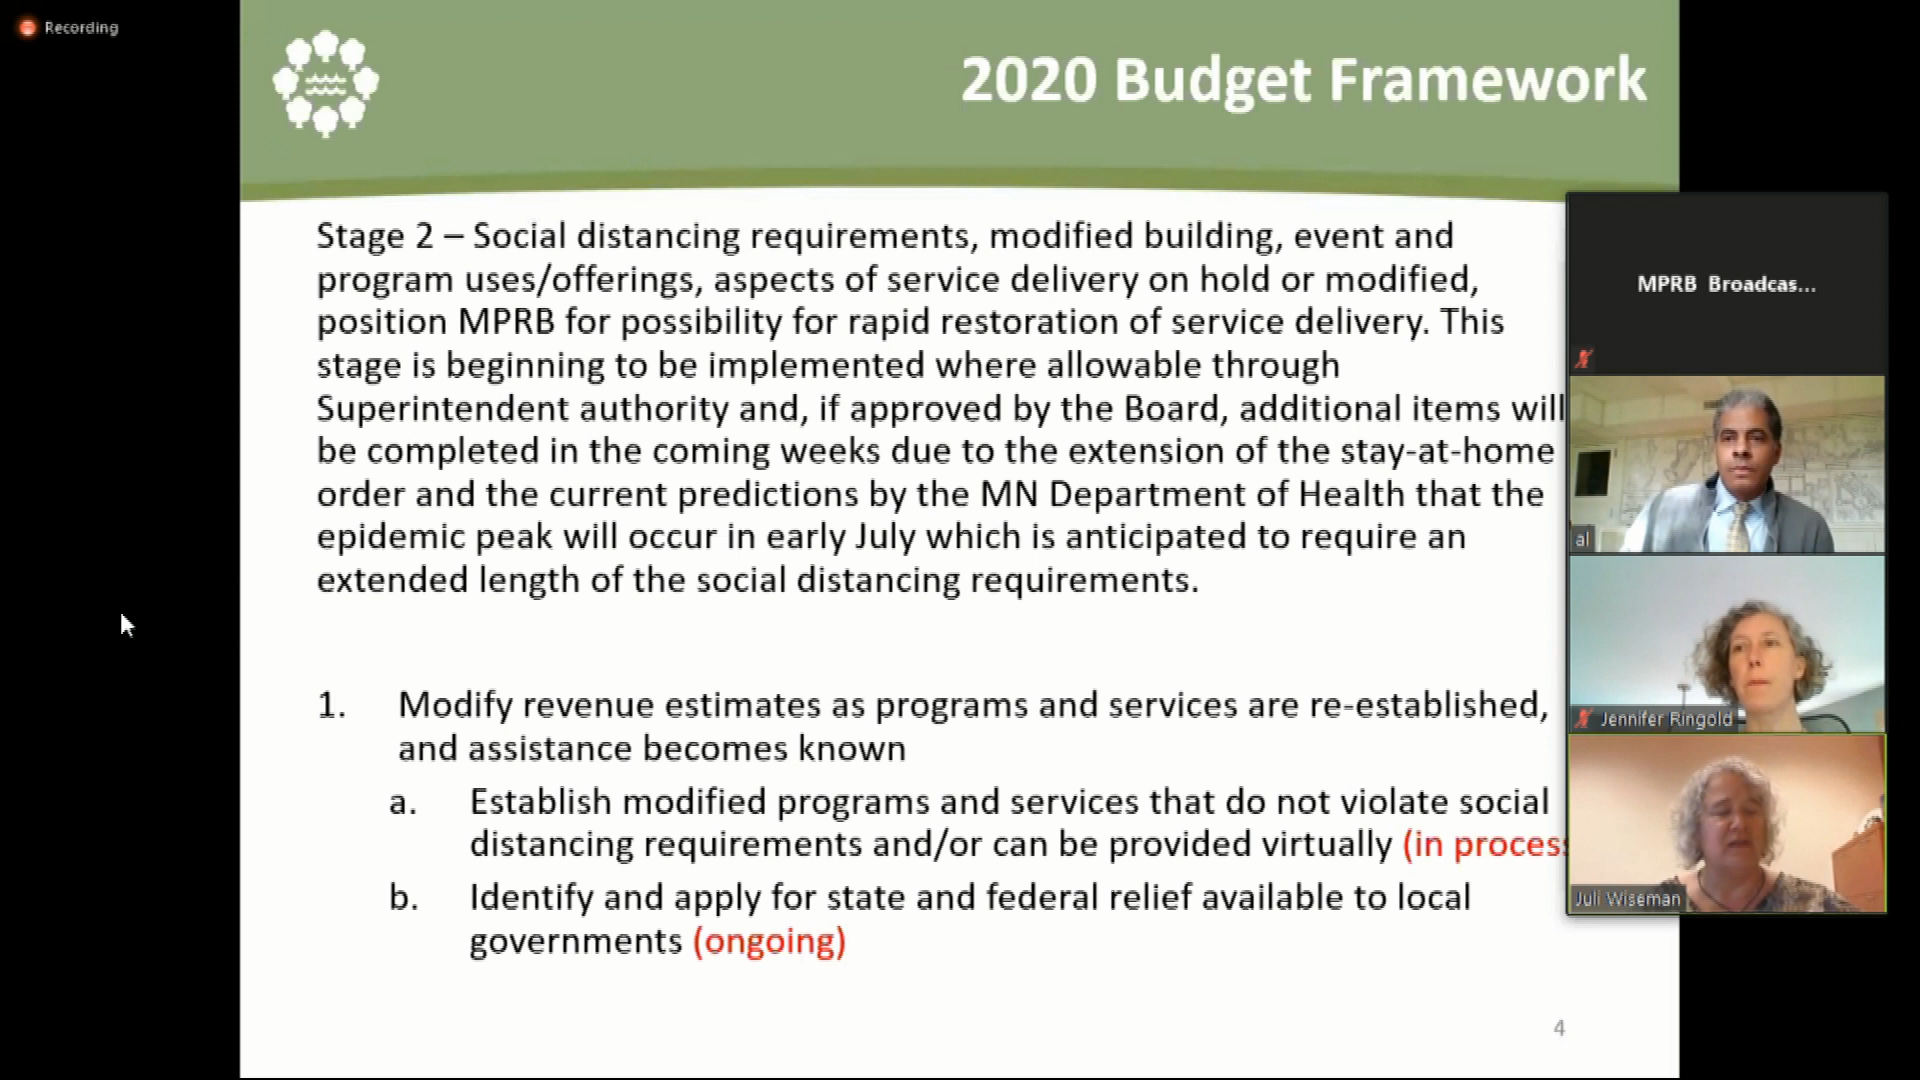 Recording
2020 Budget Framework
Stage 2 – Social distancing requirements, modified building, event and
program uses/offerings, aspects of service delivery on hold or modified,
position MPRB for possibility for rapid restoration of service delivery. This
stage is beginning to be implemented where allowable through
Superintendent authority and, if approved by the Board, additional items will
be completed in the coming weeks due to the extension of the stay-at-home
order and the current predictions by the MN Department of Health that the
epidemic peak will occur in early July which is anticipated to require an
extended length of the social distancing requirements.
1. Modify revenue estimates as programs and services are re-established,
and assistance becomes known
a. Establish modified programs and services that do not violate social
distancing requirements and/or can be provided virtually (in process
b. Identify and apply for state and federal relief available to local
governments (ongoing)
4
MPRB Broadcas...
al
Jennifer Ringold
Juli Wiseman